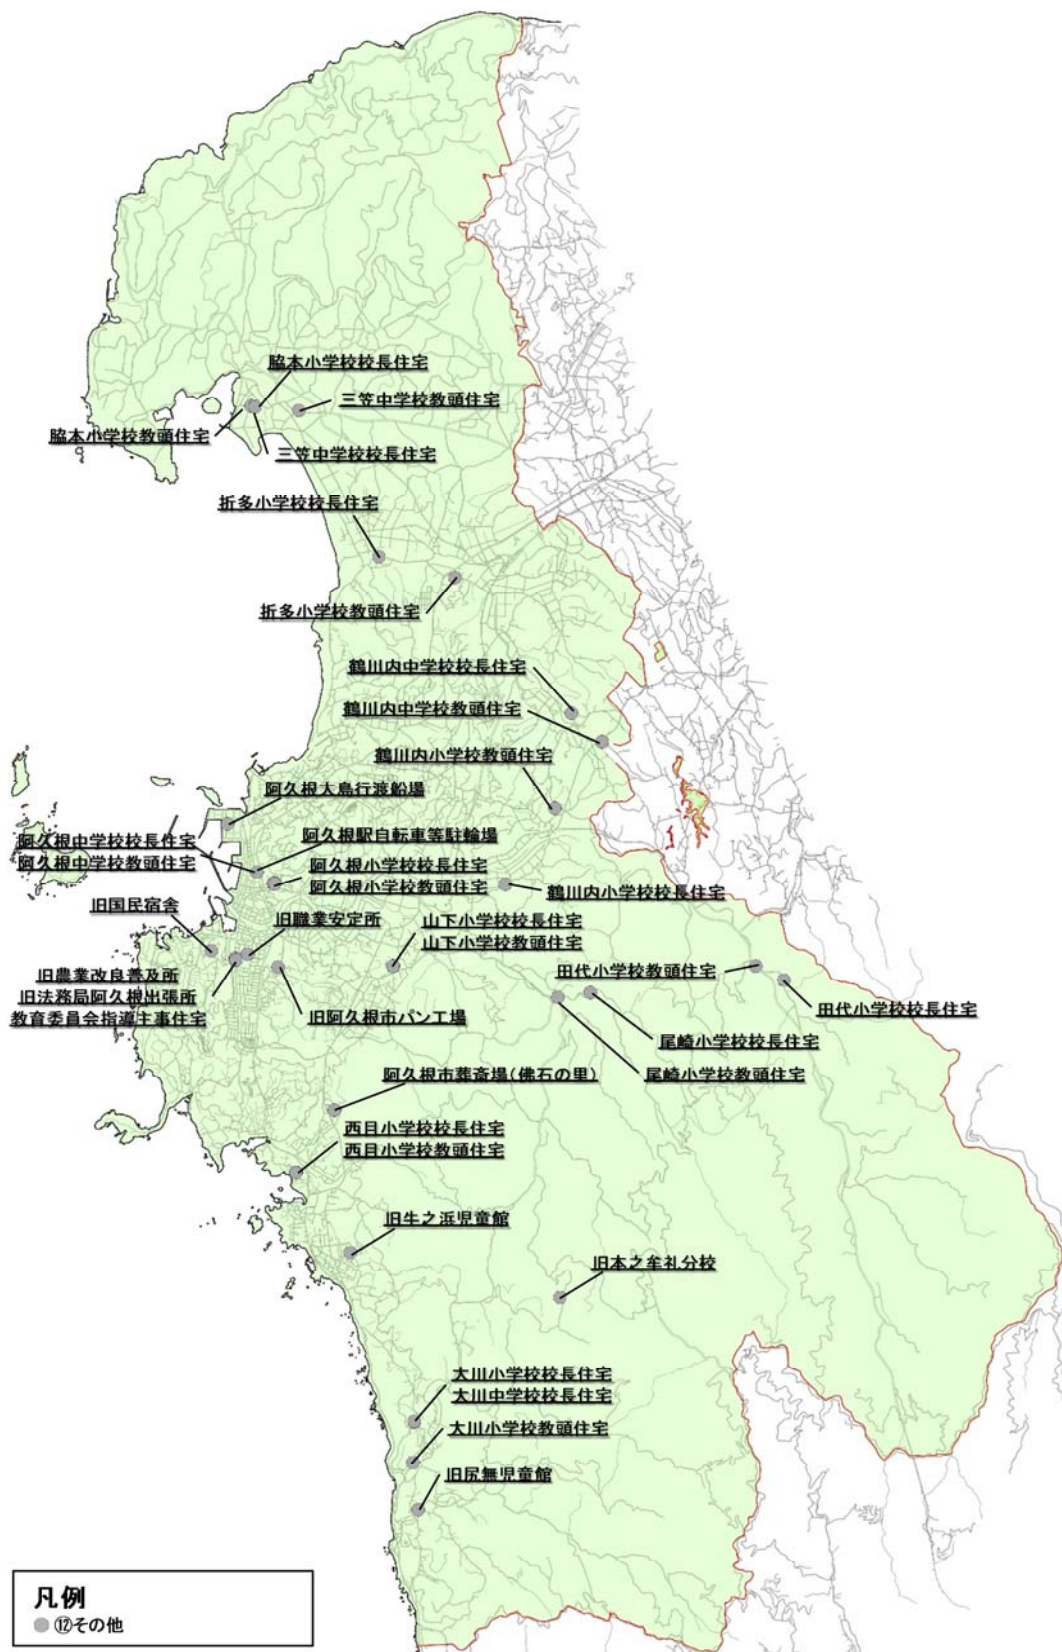 脇本小学校校長住宅
三笠中学校教頭住宅
脇本小学校教頭住宅
三笠中学校校長住宅
折多小学校校長住宅
折多小学校教頭住宅
鶴川内中学校校長住宅
鶴川内中学校教頭住宅
鶴川内小学校教頭住宅
阿久根大島行渡船場
阿久根中学校校長住宅
阿久根駅自転車等駐輪場
阿久根中学校教頭住宅
阿久根小学校校長住宅
阿久根小学校教頭住宅
鶴川内小学校校長住宅
旧国民宿舎
旧職業安定所
山下小学校校長住宅
山下小学校教頭住宅
旧農業改良普及所
旧法務局阿久根出張所
教育委員会指導主事住宅
旧阿久根市パン工場
田代小学校教頭住宅
田代小学校校長住宅
尾崎小学校校長住宅
尾崎小学校教頭住宅
阿久根市葬斎場(佛石の里)
西目小学校校長住宅
西目小学校教頭住宅
旧牛之浜児童館
旧本之牟礼分校
大川小学校校長住宅
大川中学校校長住宅
大川小学校教頭住宅
旧尻無児童館
凡例
⑫その他